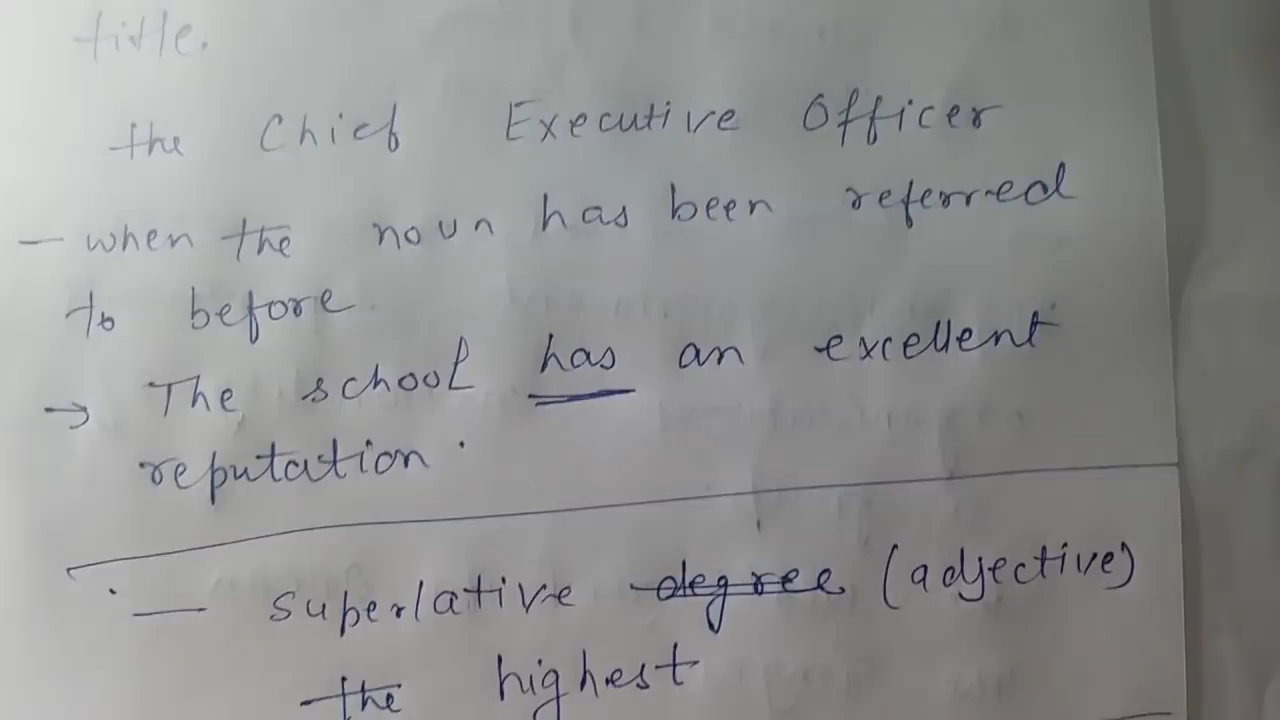 title.
the Chief Executive Officer
— when the noun has been referred
to before
→ The school has an excellent
reputation.
— superlative degree (adjective)
the highest